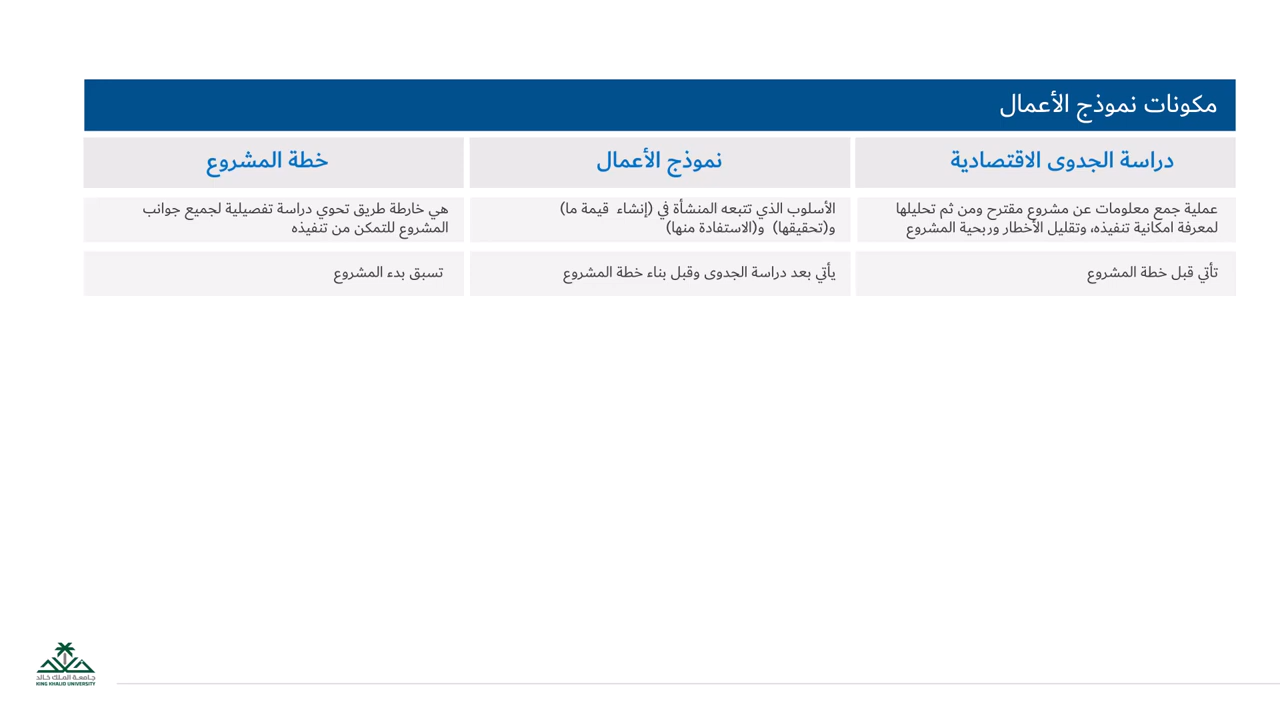 مكونات نموذج الأعمال
دراسة الجدوى الاقتصادية
نموذج الأعمال
خطة المشروع
عملية جمع معلومات عن مشروع مقترح ومن ثم تحليلها
لمعرفة امكانية تنفيذه، وتقليل الأخطار وربحية المشروع
الأسلوب الذي تتبعه المنشأة في (إنشاء قيمة ما)
و(تحقيقها) و(الاستفادة منها)
هي خارطة طريق تحوي دراسة تفصيلية لجميع جوانب
المشروع للتمكن من تنفيذه
تأتي قبل خطة المشروع
يأتي بعد دراسة الجدوى وقبل بناء خطة المشروع
تسبق بدء المشروع
جامعة الملك خالد
KING KHALID UNIVERSITY